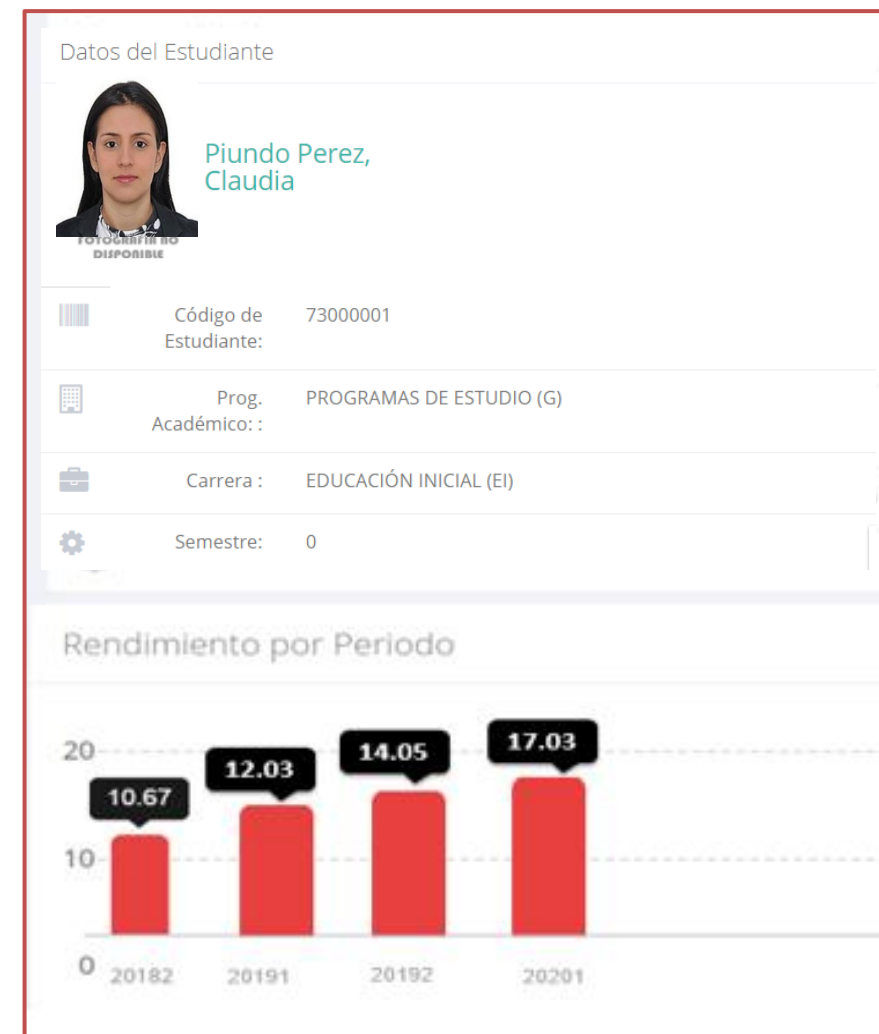 Datos del Estudiante
Piundo Perez,
Claudia
FOTOGRAFÍA NO
DISPONIBLE
Código de
Estudiante:
73000001
Prog.
Académico: :
PROGRAMAS DE ESTUDIO (G)
Carrera :
EDUCACIÓN INICIAL (EI)
Semestre:
0
Rendimiento por Periodo
20
10
0
10.67
12.03
14.05
17.03
20182
20191
20192
20201